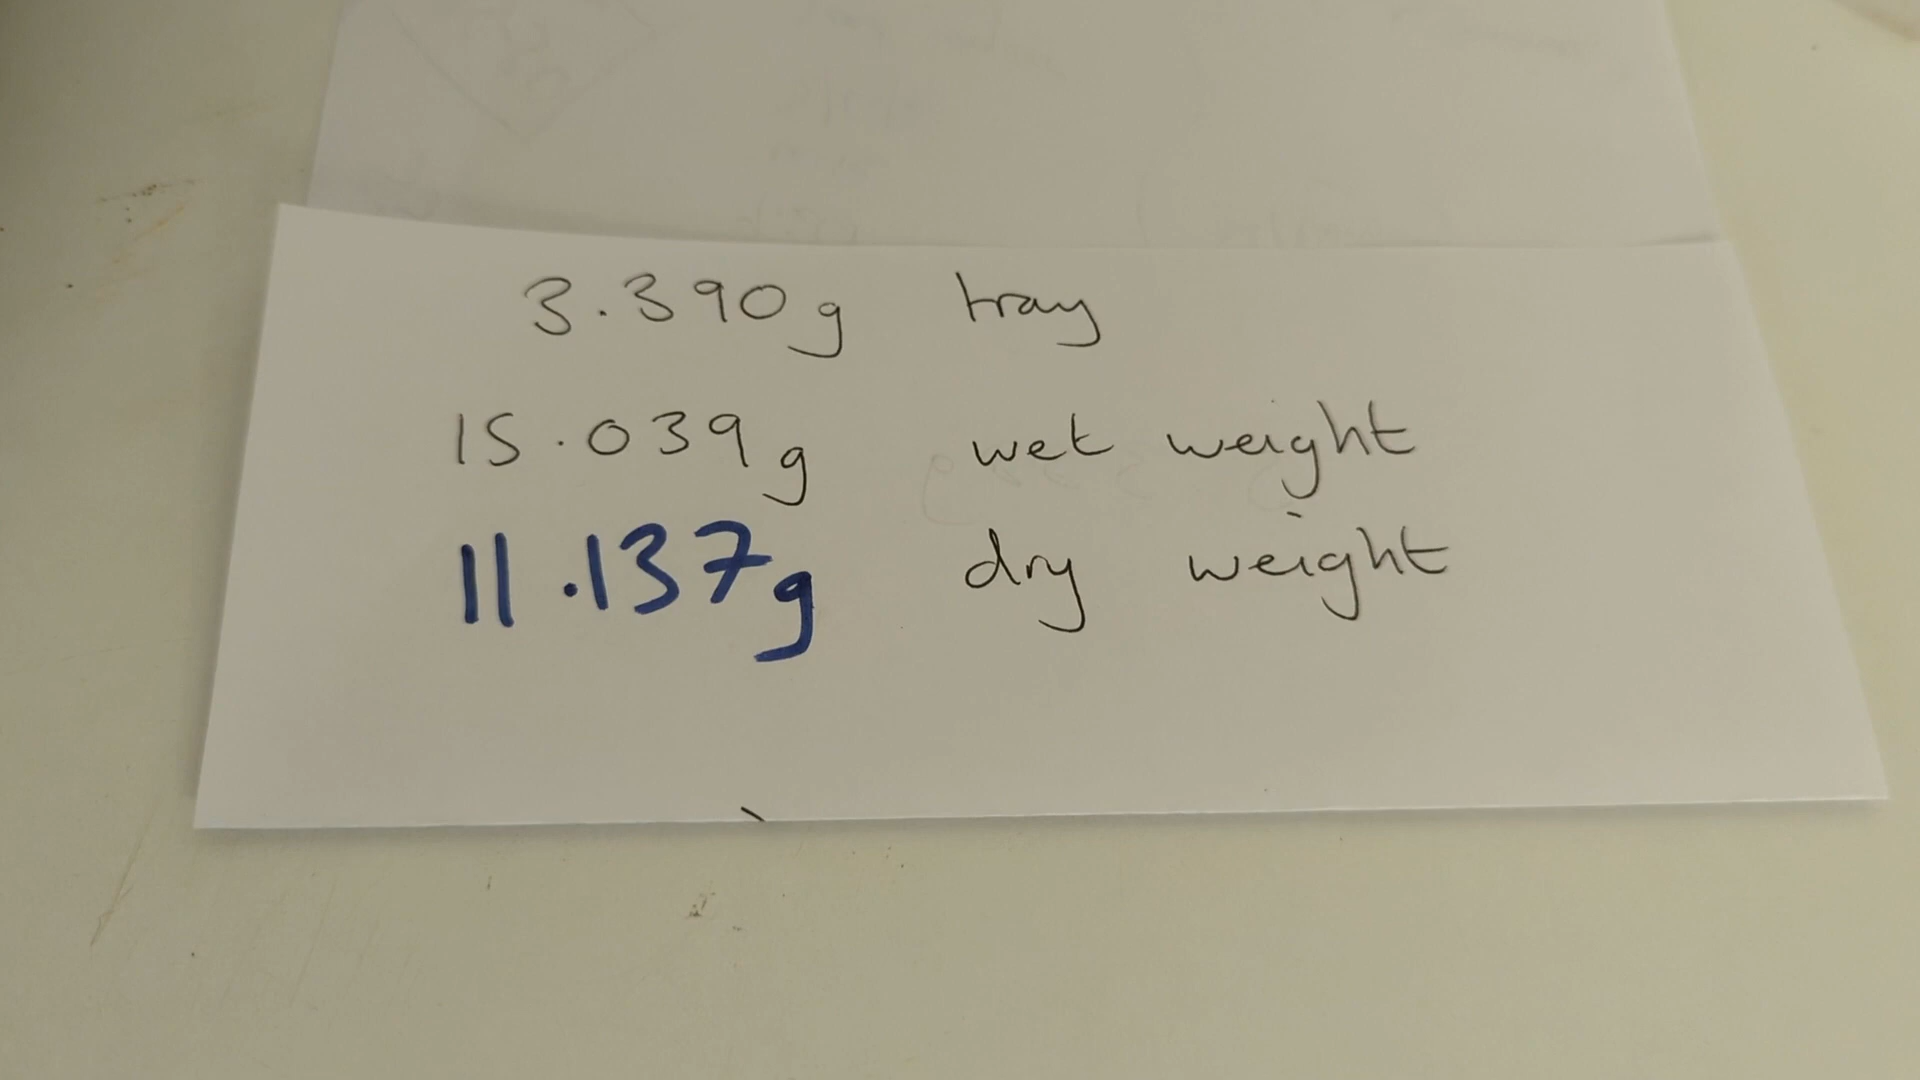 3.390g tray
15.039g wet weight
11.137g dry weight